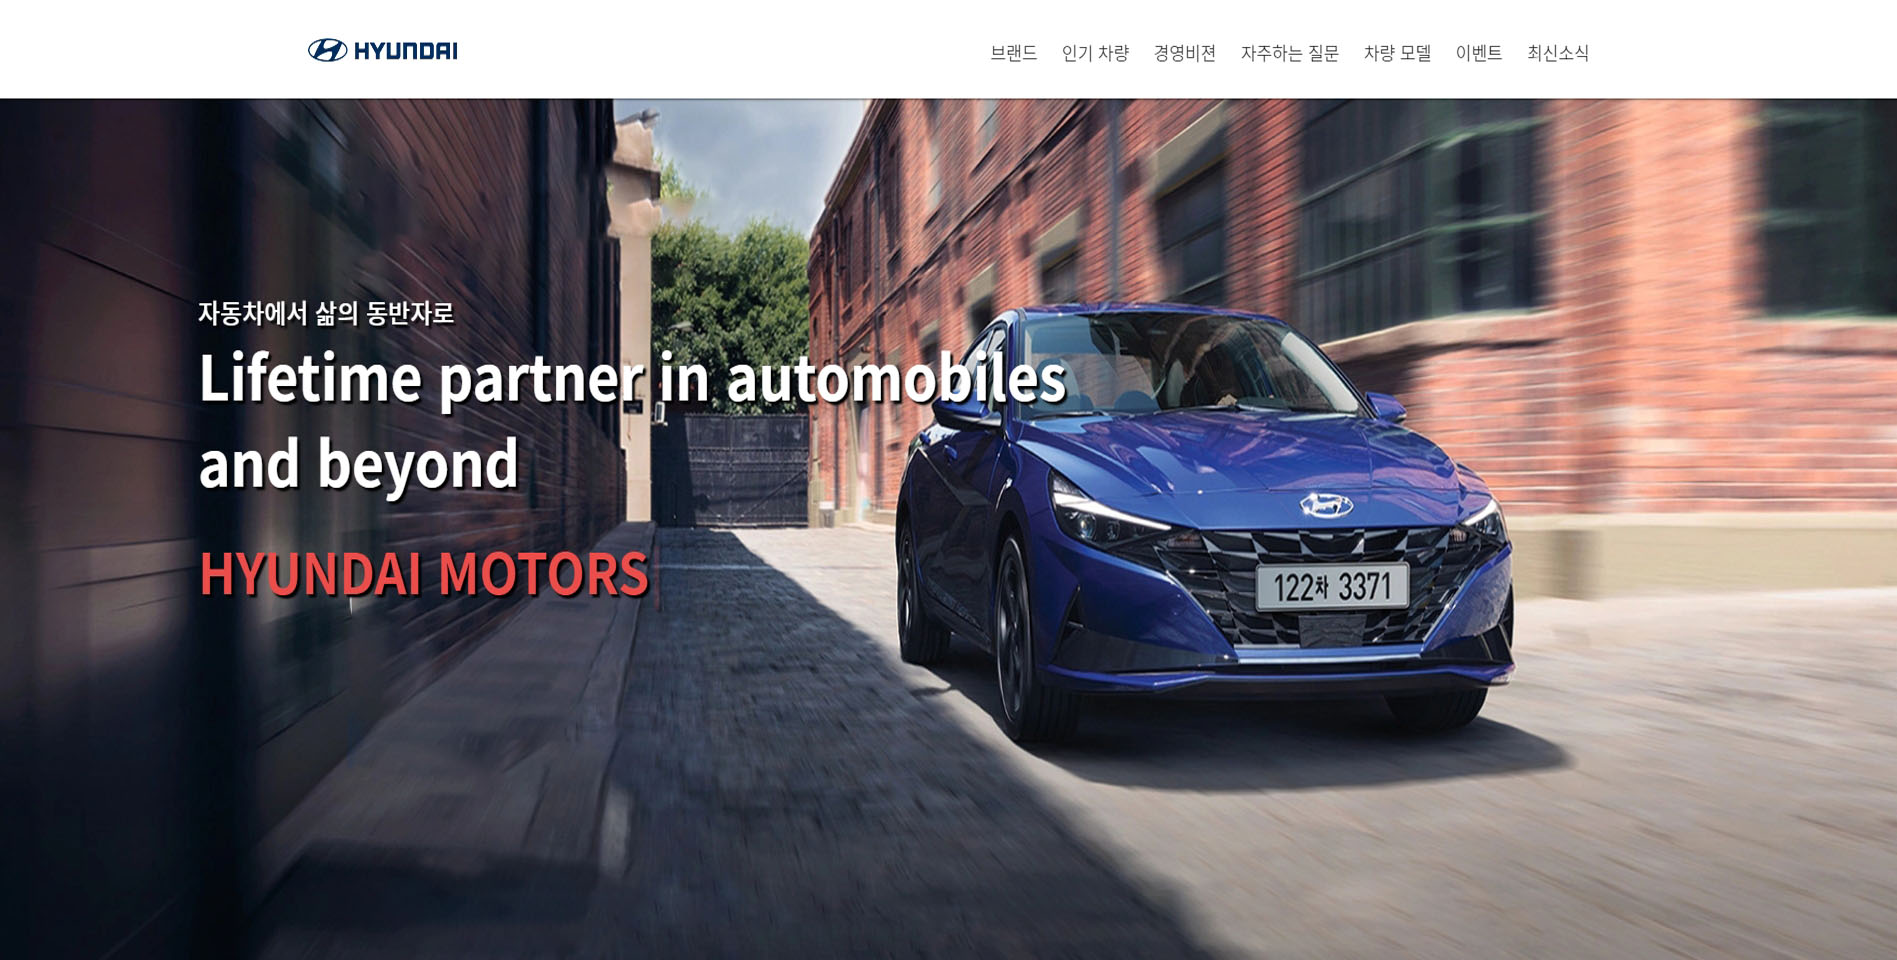 HYUNDAI
브랜드 인기 차량 경영비젼 자주하는 질문 차량 모델 이벤트 최신소식
자동차에서 삶의 동반자로
Lifetime partner in automobiles
and beyond
HYUNDAI MOTORS
122차 3371